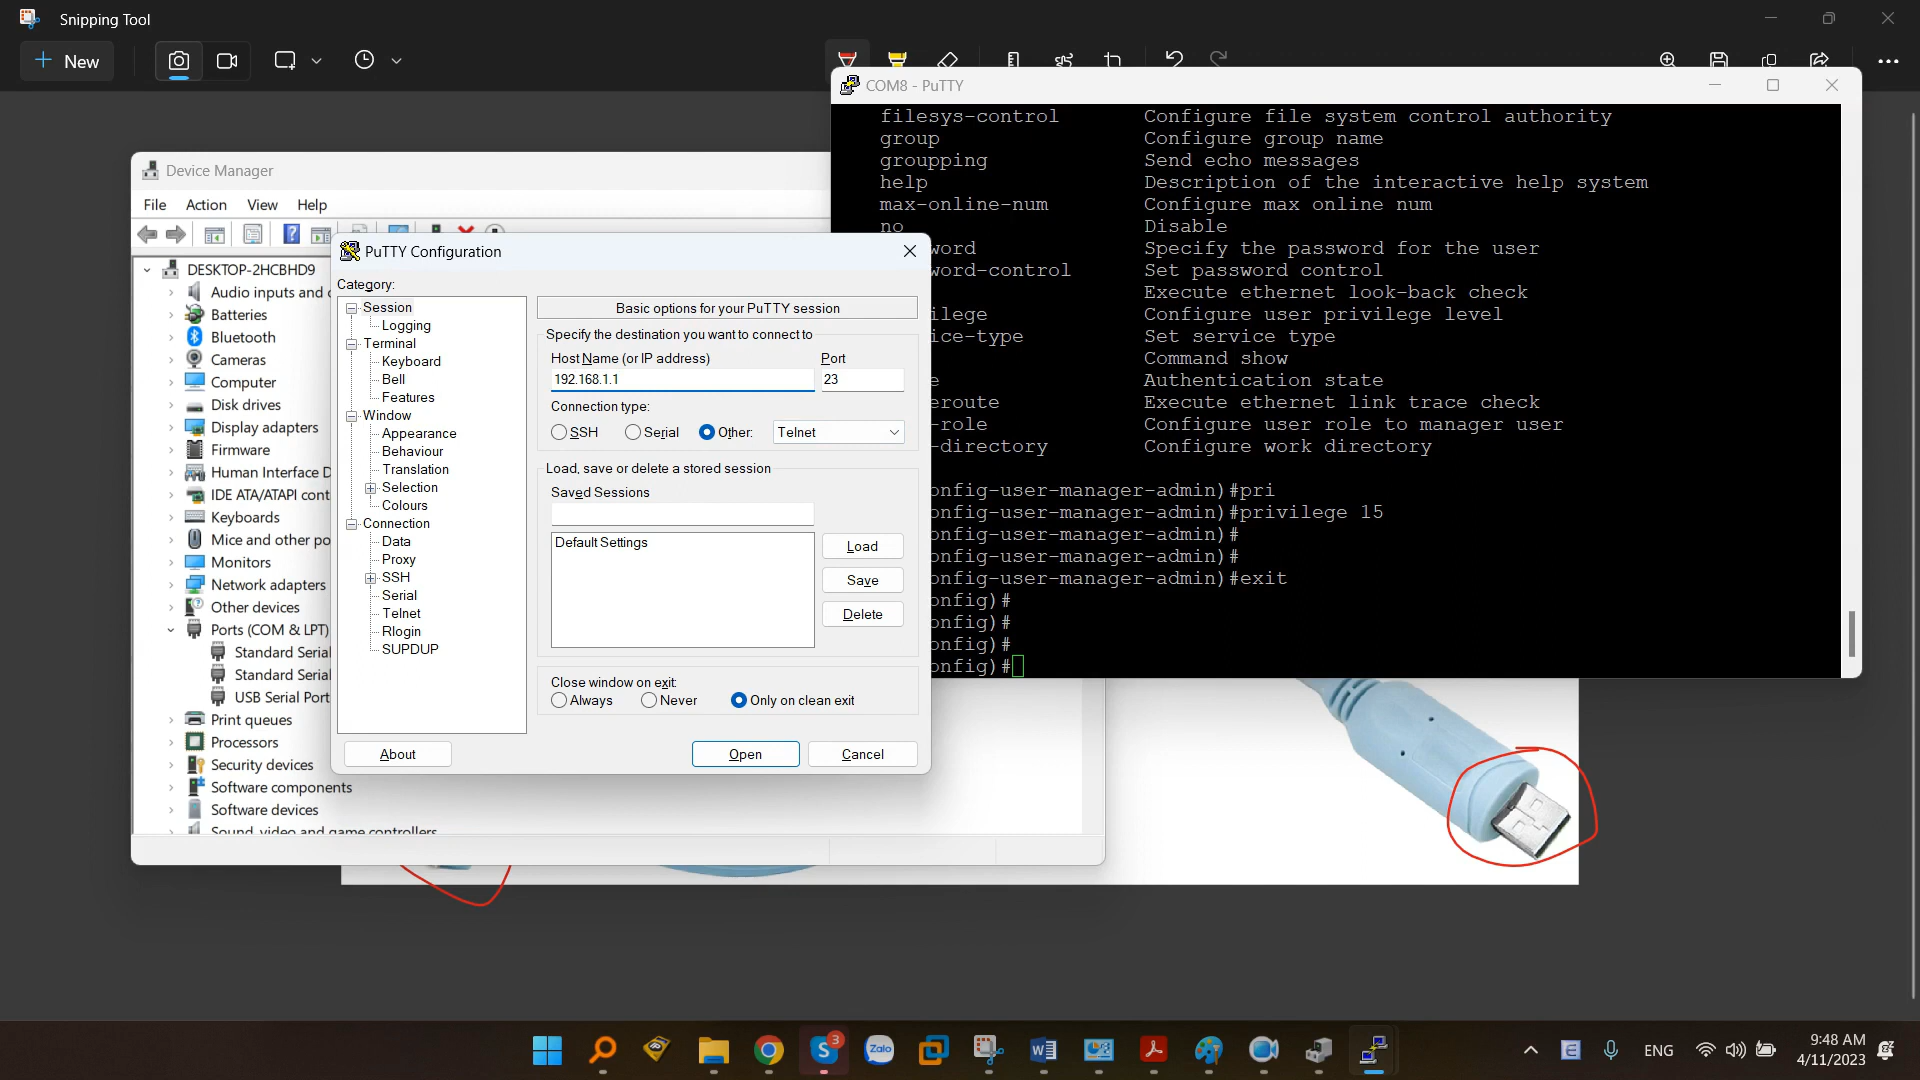 Snipping Tool
New
COM8 - PuTTY
filesys-control Configure file system control authority
group Configure group name
groupping Send echo messages
help Description of the interactive help system
max-online-num Configure max online num
no Disable
word Specify the password for the user
word-control Set password control
Execute ethernet look-back check
ilege Configure user privilege level
ice-type Set service type
Command show
e Authentication state
eroute Execute ethernet link trace check
-role Configure user role to manager user
-directory Configure work directory
onfig-user-manager-admin)#pri
onfig-user-manager-admin)#privilege 15
onfig-user-manager-admin)#
onfig-user-manager-admin)#
onfig-user-manager-admin)#exit
onfig)#
onfig)#
onfig)#
onfig)#
Device Manager
File Action View Help
DESKTOP-2HCBHD9
Audio inputs and
Batteries
Bluetooth
Cameras
Computer
Disk drives
Display adapters
Firmware
Human Interface D
IDE ATA/ATAPI cont
Keyboards
Mice and other po
Monitors
Network adapters
Other devices
Ports (COM & LPT)
Standard Serial
Standard Serial
USB Serial Port
Print queues
Processors
Security devices
Software components
Software devices
Sound, video and game controllers
PuTTY Configuration
Category:
Session
Logging
Terminal
Keyboard
Bell
Features
Window
Appearance
Behaviour
Translation
Selection
Colours
Connection
Data
Proxy
SSH
Serial
Telnet
Rlogin
SUPDUP
Basic options for your PuTTY session
Specify the destination you want to connect to
Host Name (or IP address) Port
192.168.1.1 23
Connection type:
SSH Serial Other: Telnet
Load, save or delete a stored session
Saved Sessions
Default Settings
Load
Save
Delete
Close window on exit:
Always Never Only on clean exit
About Open Cancel
3
Zalo
ENG
9:48 AM
4/11/2023